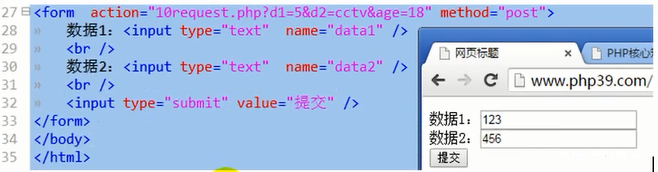 27 <form  action="10request.php?d1=5&d2=cctv&age=18" method="post">
28 » 数据1: <input type="text"  name="data1" />
29 » <br />
30 » 数据2: <input type="text"  name="data2" />
31 » <br />
32 » <input type="submit" value="提交" />
33 </form>
34 </body>
35 </html>
网页标题 ×
PHP核心
www.php39.com/
数据1: 123
数据2: 456
提交